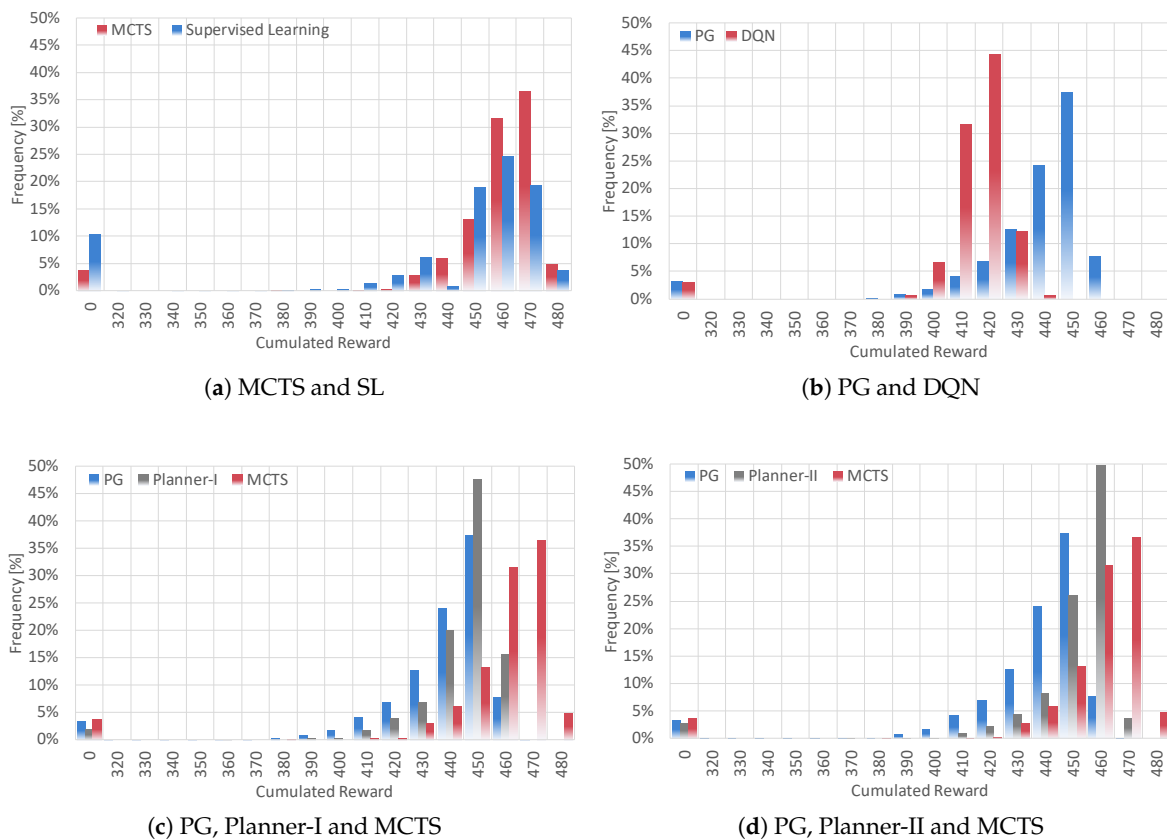 50%
45%
40%
35%
30%
25%
20%
15%
10%
5%
0%
Frequency [%]
MCTS Supervised Learning
0 320 330 340 350 360 370 380 390 400 410 420 430 440 450 460 470 480
Cumulated Reward
(a) MCTS and SL
50%
45%
40%
35%
30%
25%
20%
15%
10%
5%
0%
Frequency [%]
PG DQN
0 320 330 340 350 360 370 380 390 400 410 420 430 440 450 460 470 480
Cumulated Reward
(b) PG and DQN
50%
45%
40%
35%
30%
25%
20%
15%
10%
5%
0%
Frequency [%]
PG Planner-I MCTS
0 320 330 340 350 360 370 380 390 400 410 420 430 440 450 460 470 480
Cumulated Reward
(c) PG, Planner-I and MCTS
50%
45%
40%
35%
30%
25%
20%
15%
10%
5%
0%
Frequency [%]
PG Planner-II MCTS
0 320 330 340 350 360 370 380 390 400 410 420 430 440 450 460 470 480
Cumulated Reward
(d) PG, Planner-II and MCTS